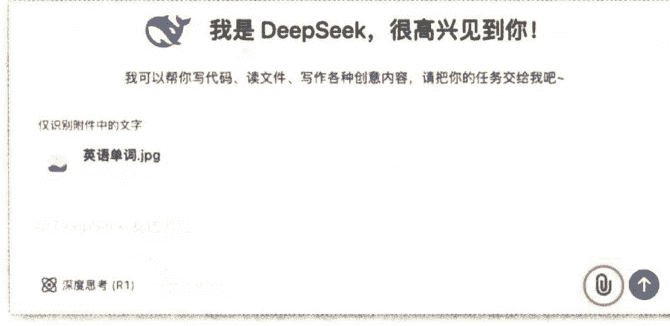 我是 DeepSeek，很高兴见到你！
我可以帮你写代码、读文件、写作各种创意内容，请把你的任务交给我吧~
仅识别附件中的文字
英语单词.jpg
深度思考 (R1)